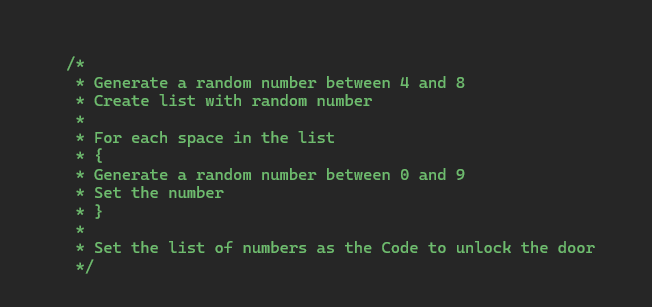 /*
* Generate a random number between 4 and 8
* Create list with random number
*
* For each space in the list
* {
* Generate a random number between 0 and 9
* Set the number
* }
*
* Set the list of numbers as the Code to unlock the door
*/